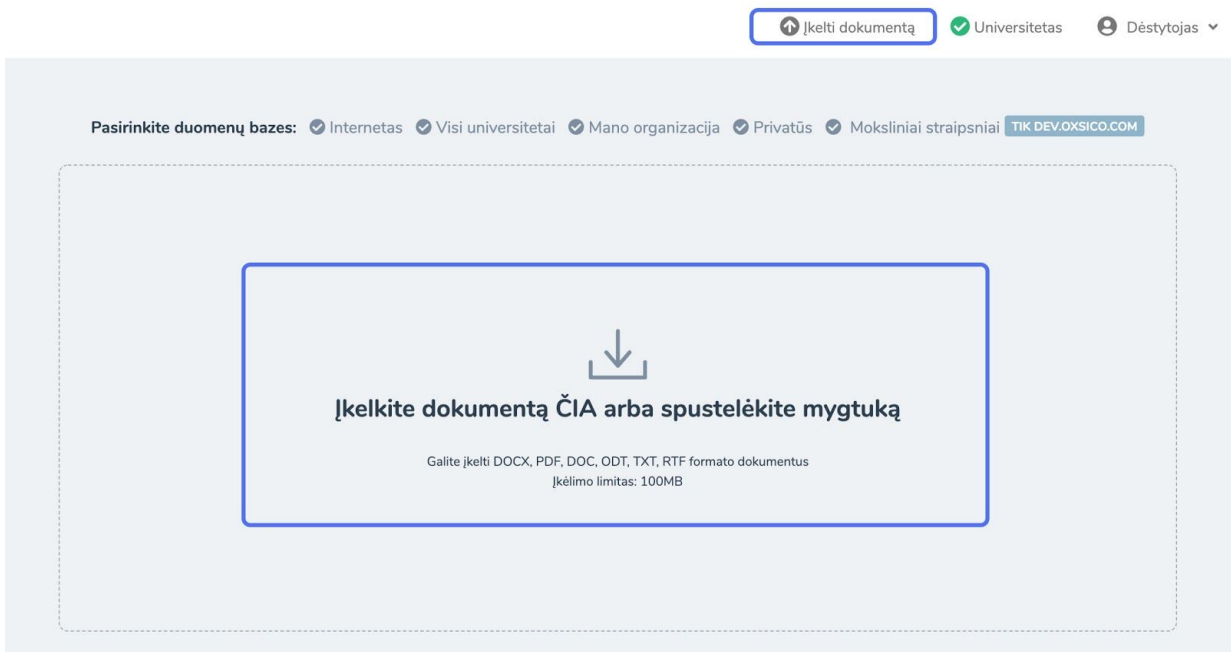 Įkelti dokumentą Universitetas Dėstytojas
Pasirinkite duomenų bazes: Internetas Visi universitetai Mano organizacija Privatūs Moksliniai straipsniai TIK DEV.OXSICO.COM
Įkelkite dokumentą ČIA arba spustelėkite mygtuką
Galite įkelti DOCX, PDF, DOC, ODT, TXT, RTF formato dokumentus
Įkėlimo limitas: 100MB